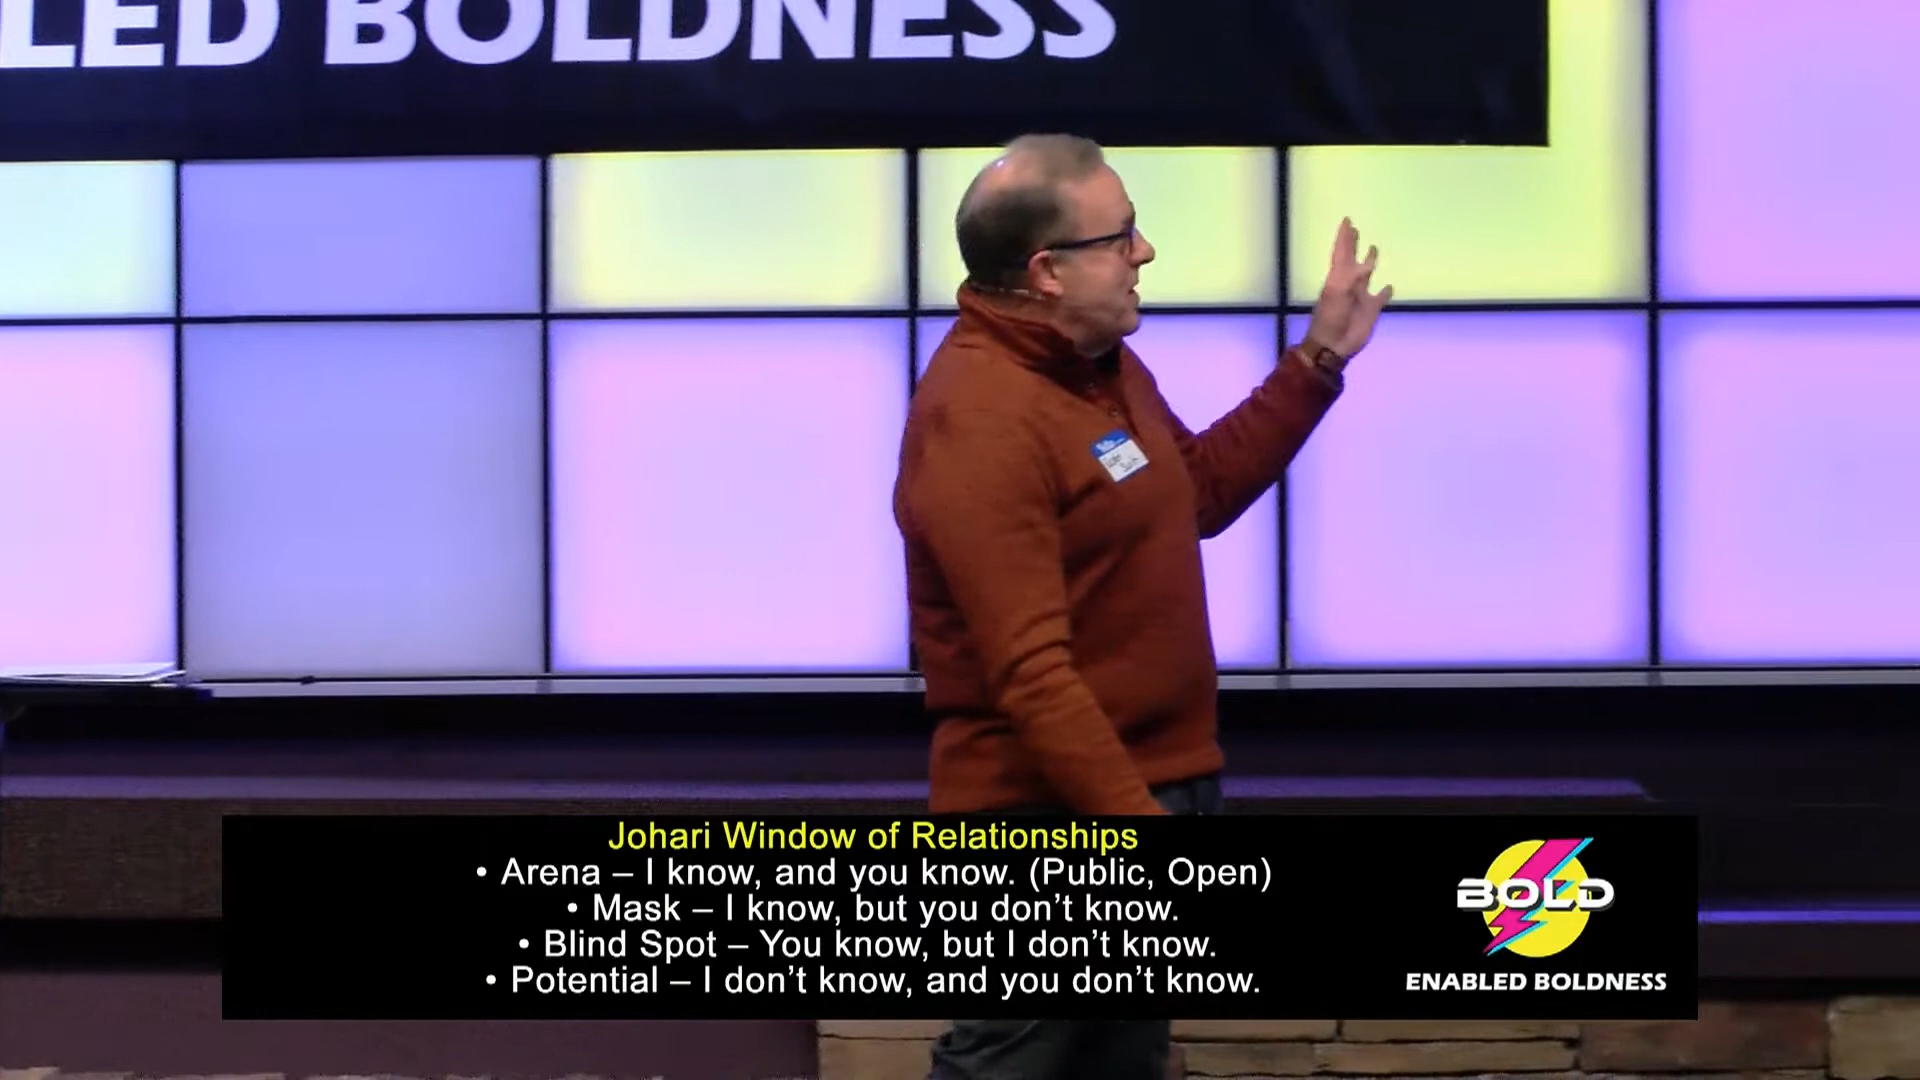 LED BOLDNESS
Johari Window of Relationships
• Arena – I know, and you know. (Public, Open)
• Mask – I know, but you don’t know.
• Blind Spot – You know, but I don’t know.
• Potential – I don’t know, and you don’t know.
BOLD
ENABLED BOLDNESS